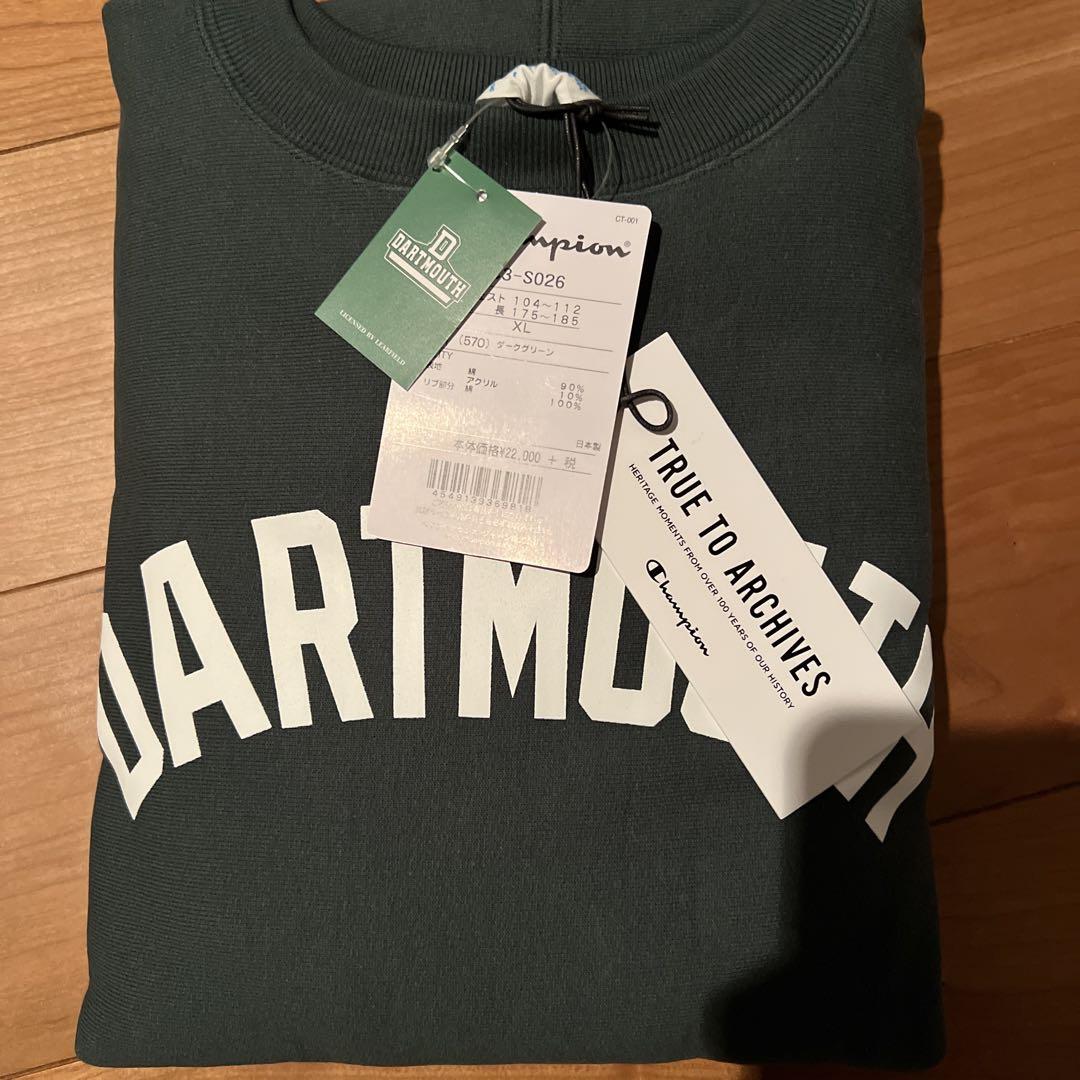 D
DARTMOUTH
LICENSED BY LEARFIELD
CT-001
mpion®
3-S026
スト 104~112
長 175~185
XL
(570) ダークグリーン
綿 90%
アクリル 10%
リブ部分 綿 100%
日本製
本体価格¥22,000 + 税
TRUE TO ARCHIVES
HERITAGE MOMENTS FROM OVER 100 YEARS OF OUR HISTORY
Champion
DARTMOUTH